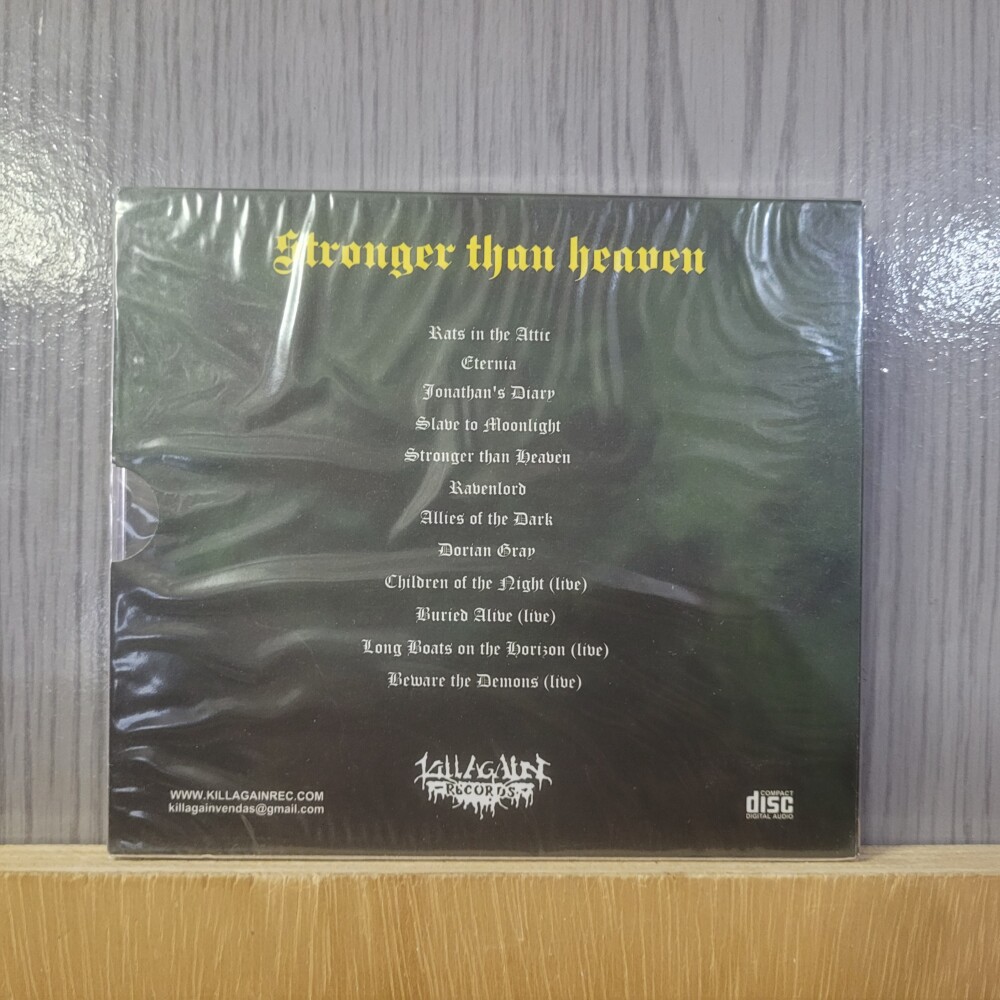 Stronger than heaven
Rats in the Attic
Eternia
Jonathan's Diary
Slave to Moonlight
Stronger than Heaven
Ravenlord
Allies of the Dark
Dorian Gray
Children of the Night (live)
Buried Alive (live)
Long Boats on the Horizon (live)
Beware the Demons (live)
KILLAGAIN
RECORDS
WWW.KILLAGAINREC.COM
killagainvendas@gmail.com
COMPACT
disc
DIGITAL AUDIO